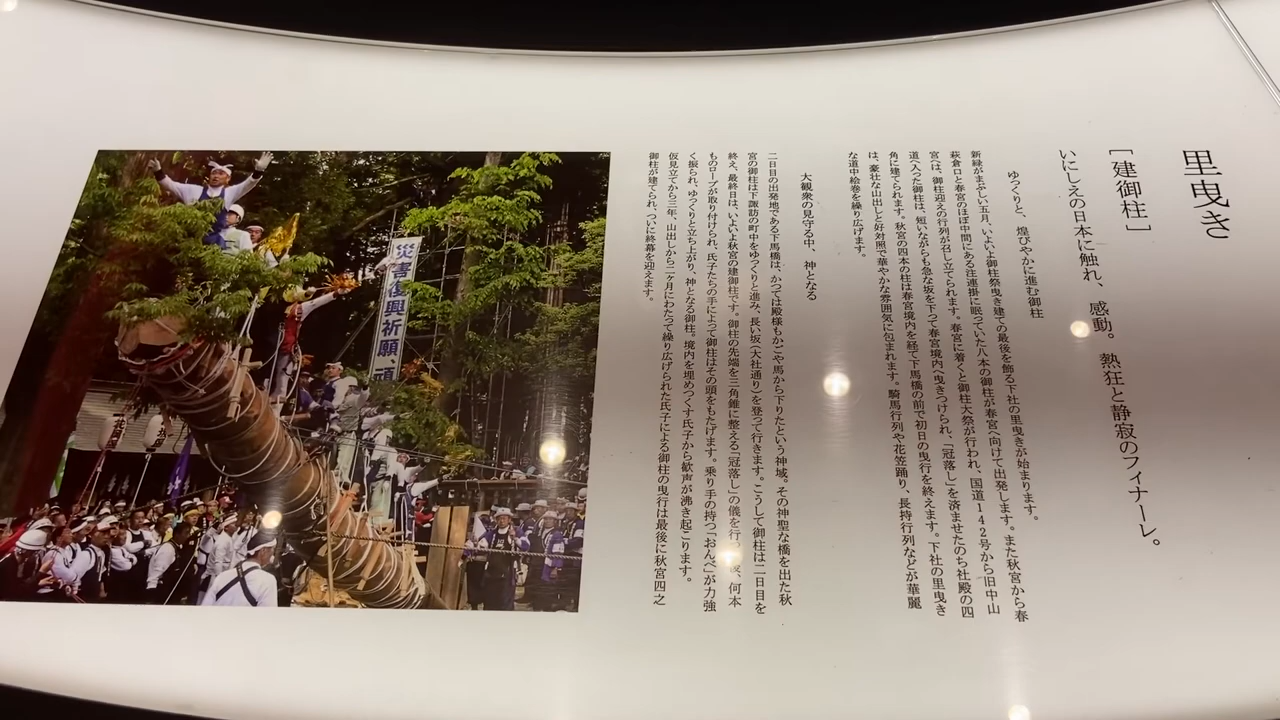 里曳き
［建御柱］
いにしえの日本に触れ、感動。熱狂と静寂のフィナーレ。
ゆっくりと、煌びやかに進む御柱
新緑がまぶしい五月、いよいよ御柱祭曳き建ての最後を飾る下社の里曳きが始まります。
萩倉口と春宮のほぼ中間にある注連掛に眠っていた八本の御柱が春宮へ向けて出発します。また秋宮から春
宮へは、御柱迎えの行列が召し立てられます。春宮に着くと御柱大祭が行われ、国道142号から旧中山
道へ入った御柱は、短いながらも急な坂を下って春宮境内へ曳きつけられ、「冠落し」を済ませたのち社殿の四
角に建てられます。秋宮の四本の柱は春宮境内を経て下馬橋の前で初日の曳行を終えます。下社の里曳き
は、豪壮な山出しと好対照で華やかな雰囲気に包まれます。騎馬行列や花笠踊り、長持行列などが華麗
な道中絵巻を繰り広げます。
大観衆の見守る中、神となる
二日目の出発地である下馬橋は、かつては殿様もかごや馬から下りたという神域。その神聖な橋を出た秋
宮の御柱は下諏訪の町中をゆっくりと進み、長い坂（大社通り）を登って行きます。こうして御柱は二日目を
終え、最終日は、いよいよ秋宮の建御柱です。御柱の先端を三角錐に整える「冠落し」の儀を行 、何本
ものロープが取り付けられ、氏子たちの手によって御柱はその頭をもたげます。乗り手の持つ「おんべ」が力強
く振られ、ゆっくりと立ち上がり、神となる御柱。境内を埋めつくす氏子から歓声が沸き起こります。
仮見立てから三年、山出しから二ヶ月にわたって繰り広げられた氏子による御柱の曳行は最後に秋宮四之
御柱が建てられ、ついに終幕を迎えます。
災害復興祈願